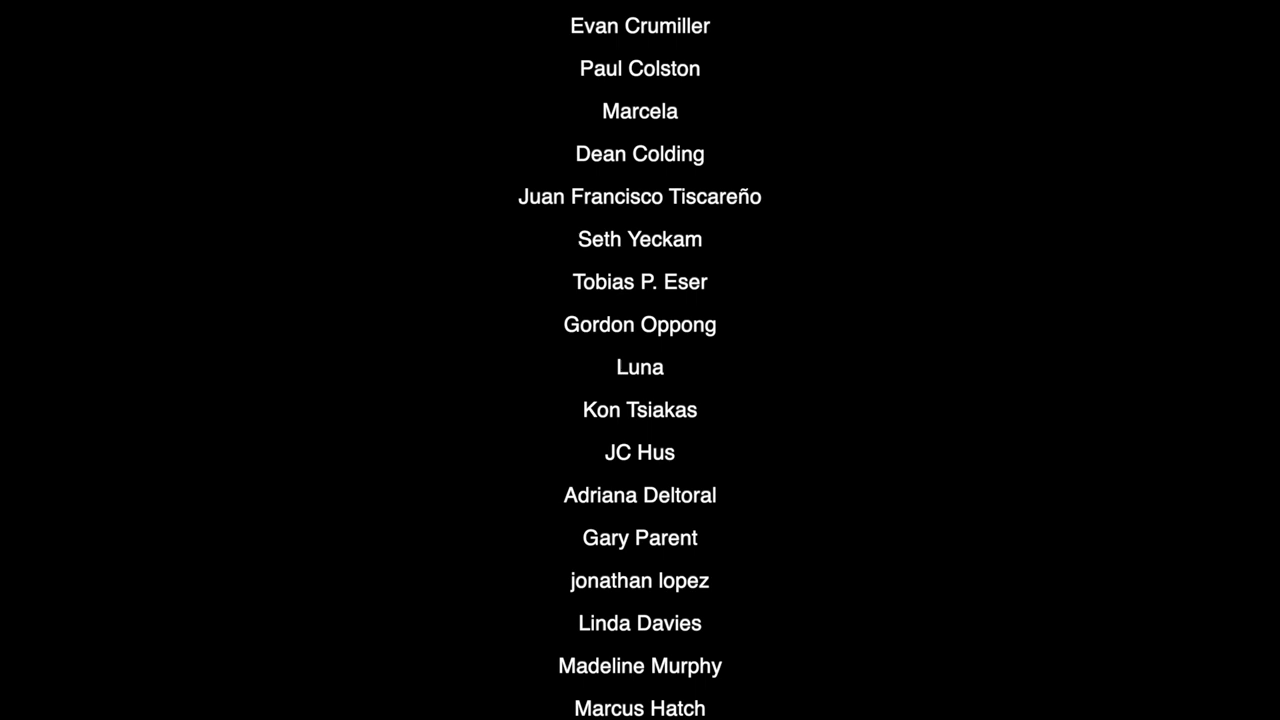 Evan Crumiller
Paul Colston
Marcela
Dean Colding
Juan Francisco Tiscareño
Seth Yeckam
Tobias P. Eser
Gordon Oppong
Luna
Kon Tsiakas
JC Hus
Adriana Deltoral
Gary Parent
jonathan lopez
Linda Davies
Madeline Murphy
Marcus Hatch